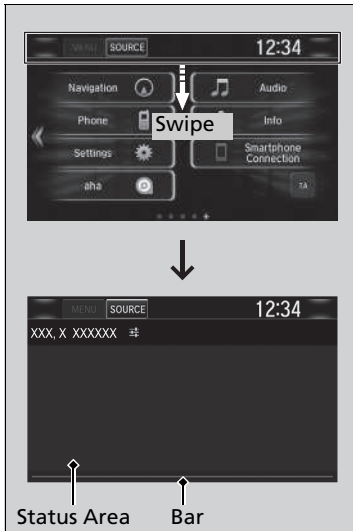 MENU SOURCE 12:34
Navigation Audio
Phone Info
Swipe
Settings Smartphone
Connection
aha TA
MENU SOURCE 12:34
XXX, X XXXXXX
Status Area Bar